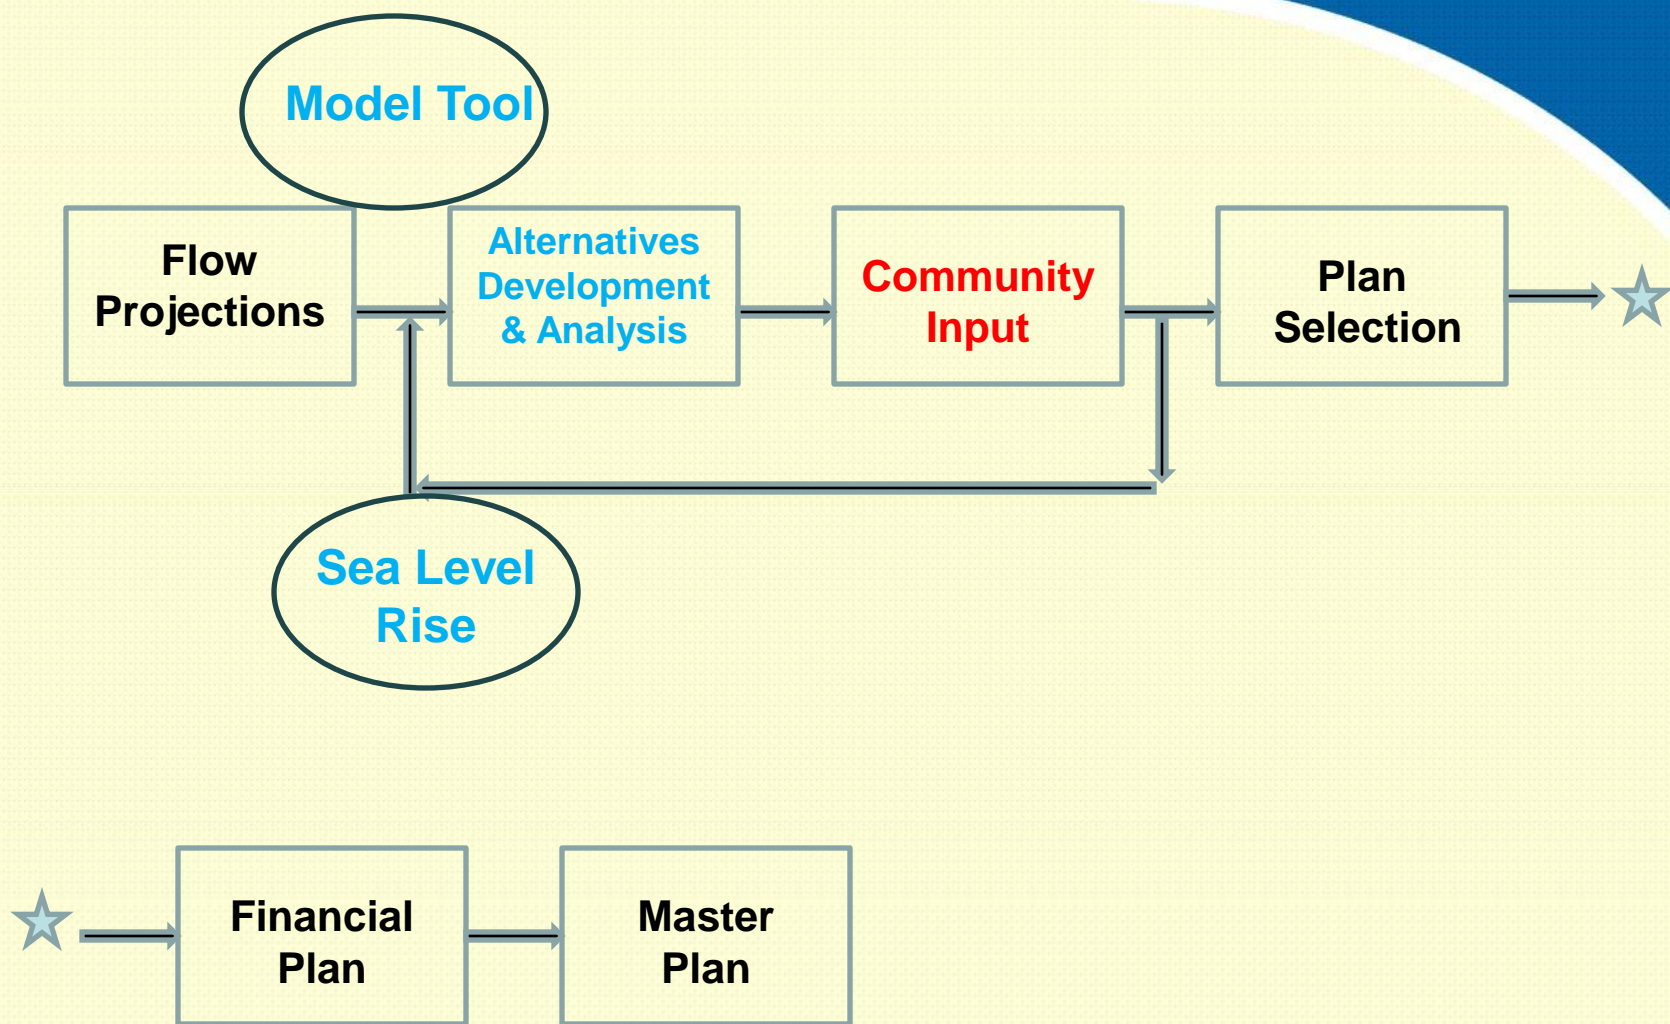 Model Tool
Flow
Projections
Alternatives
Development
& Analysis
Community
Input
Plan
Selection
Sea Level
Rise
Financial
Plan
Master
Plan